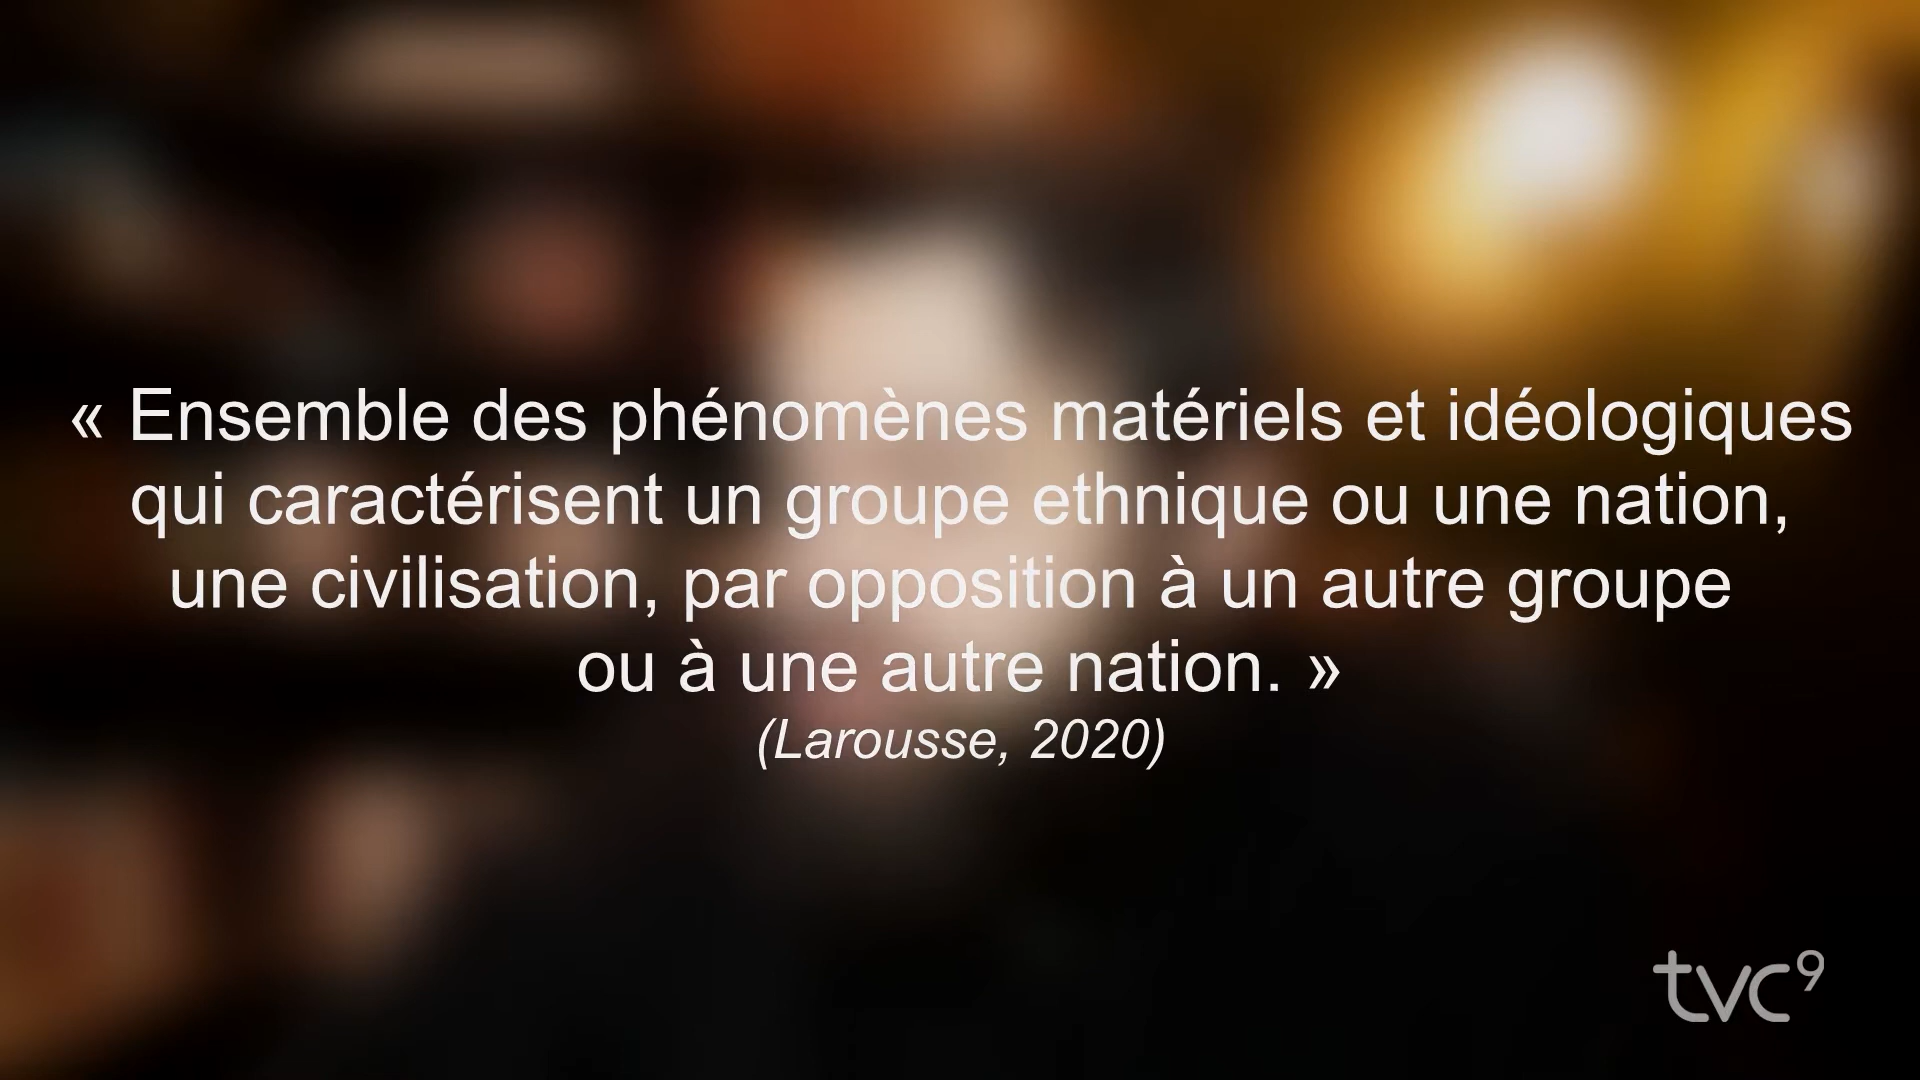 « Ensemble des phénomènes matériels et idéologiques
qui caractérisent un groupe ethnique ou une nation,
une civilisation, par opposition à un autre groupe
ou à une autre nation. »
(Larousse, 2020)
tvc9